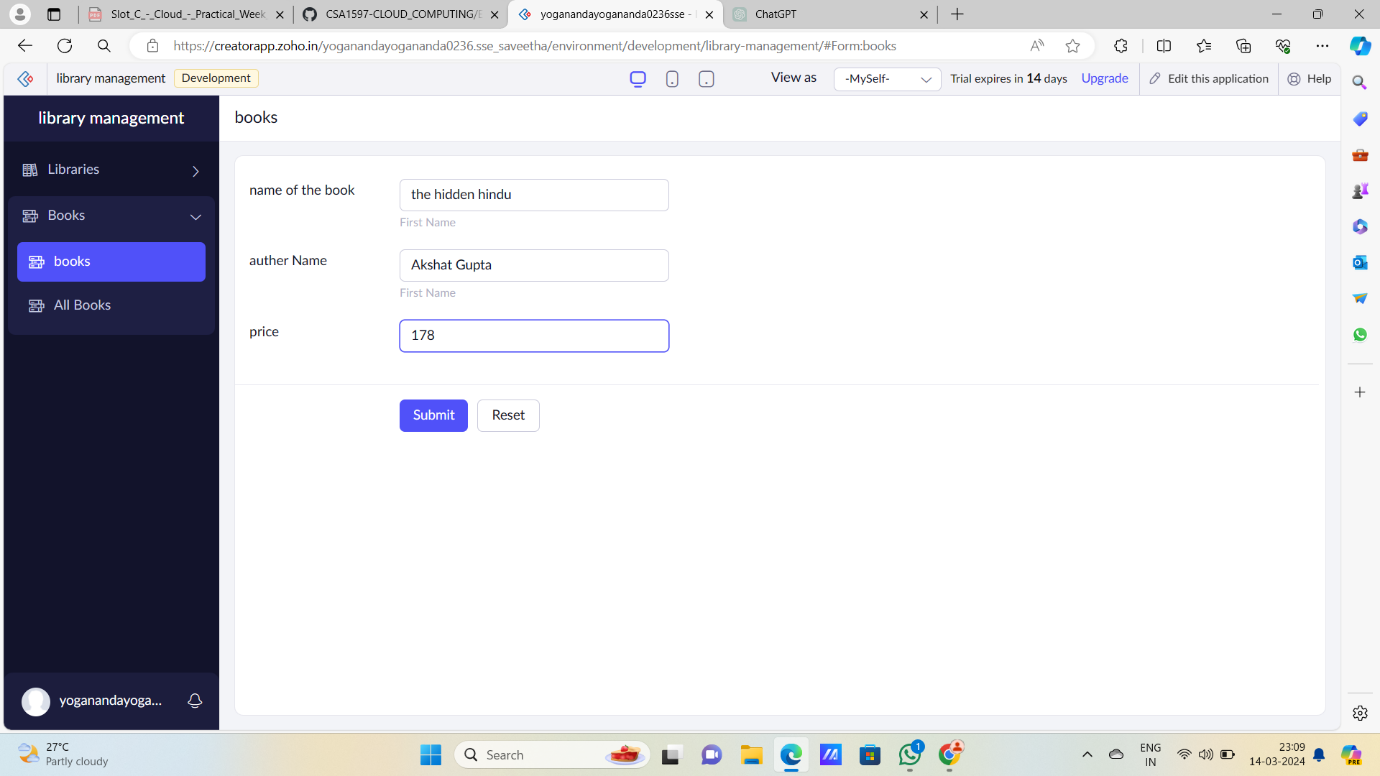 Slot_C_-_Cloud_-_Practical_Week
CSA1597-CLOUD_COMPUTING/E
yoganandayogananda0236sse -
ChatGPT
https://creatorapp.zoho.in/yoganandayogananda0236.sse_saveetha/environment/development/library-management/#Form:books
library management
Development
View as
-MySelf-
Trial expires in 14 days
Upgrade
Edit this application
Help
library management
books
Libraries
Books
books
All Books
name of the book
the hidden hindu
First Name
auther Name
Akshat Gupta
First Name
price
178
Submit
Reset
yoganandayoga...
27°C
Partly cloudy
Search
1
ENG
IN
23:09
14-03-2024
PRE